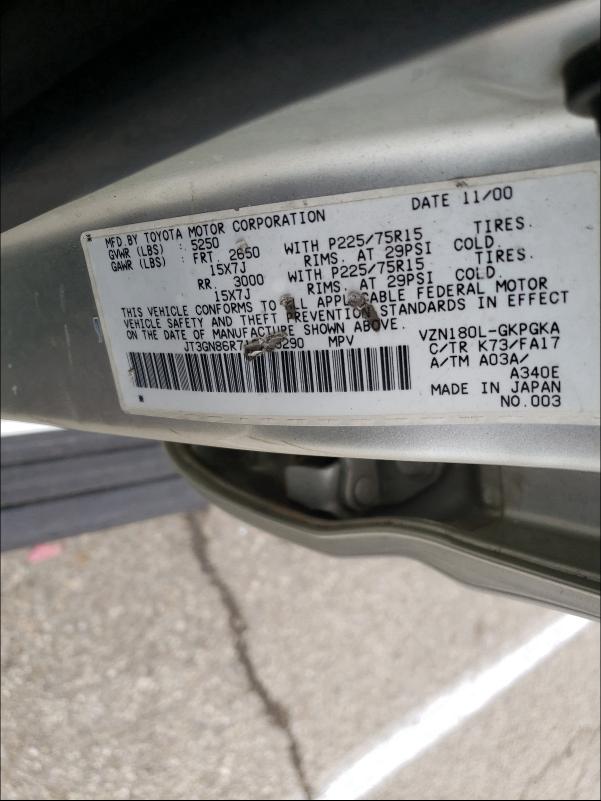 DATE 11/00
MFD BY TOYOTA MOTOR CORPORATION
GVWR (LBS) : 5250
GAWR (LBS) : FRT. 2650 WITH P225/75R15 TIRES.
15X7J RIMS. AT 29PSI COLD.
RR. 3000 WITH P225/75R15 TIRES.
15X7J RIMS. AT 29PSI COLD.
THIS VEHICLE CONFORMS TO ALL APPLICABLE FEDERAL MOTOR
VEHICLE SAFETY AND THEFT PREVENTION STANDARDS IN EFFECT
ON THE DATE OF MANUFACTURE SHOWN ABOVE.
JT3GN86R7 290 MPV
VZN180L-GKPGKA
C/TR K73/FA17
A/TM A03A/
A340E
MADE IN JAPAN
NO.003